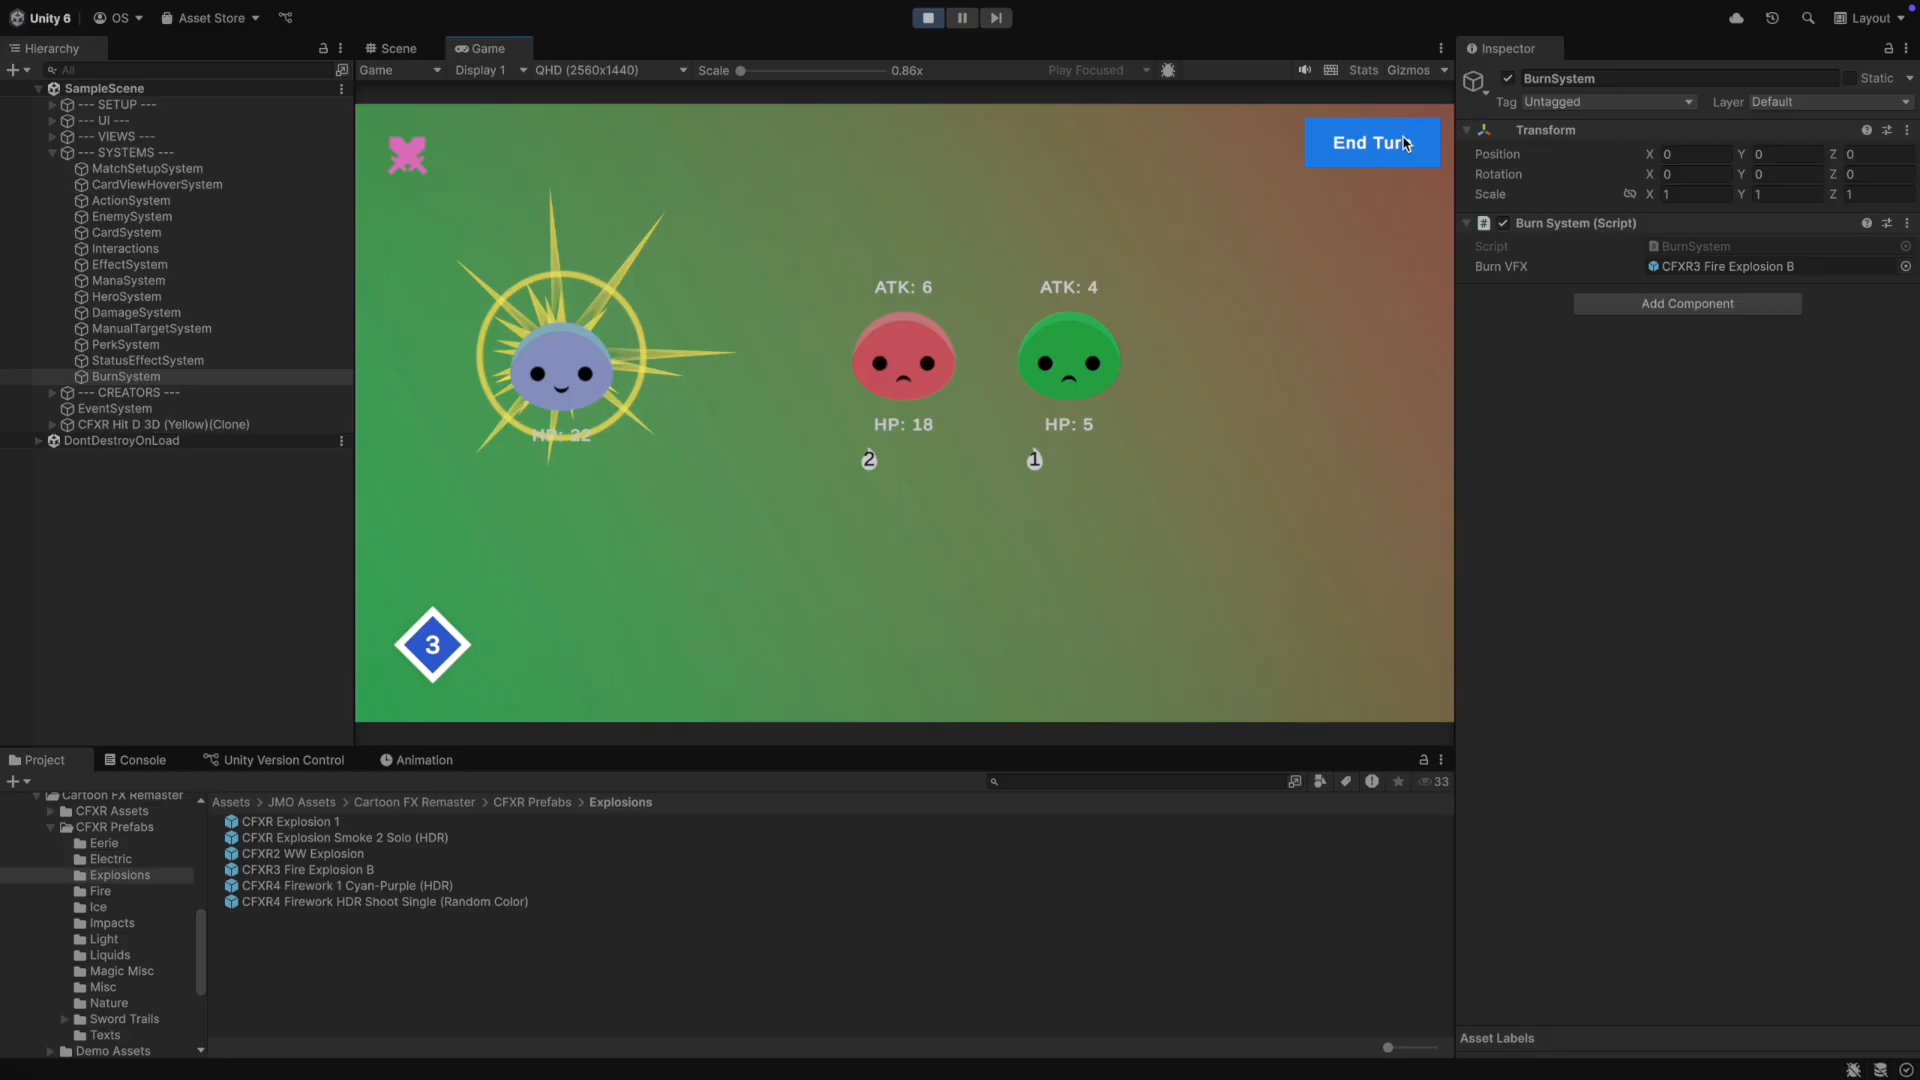 Unity 6 OS Asset Store Layout
Hierarchy
Scene Game
Inspector
All
Game Display 1 QHD (2560x1440) Scale 0.86x Play Focused Stats Gizmos
BurnSystem Static
Tag Untagged Layer Default
SampleScene
--- SETUP ---
--- UI ---
--- VIEWS ---
--- SYSTEMS ---
MatchSetupSystem
CardViewHoverSystem
ActionSystem
EnemySystem
CardSystem
Interactions
EffectSystem
ManaSystem
HeroSystem
DamageSystem
ManualTargetSystem
PerkSystem
StatusEffectSystem
BurnSystem
--- CREATORS ---
EventSystem
CFXR Hit D 3D (Yellow)(Clone)
DontDestroyOnLoad
End Turn
ATK: 6
ATK: 4
HP: 22
HP: 18
HP: 5
2
1
3
Transform
Position X 0 Y 0 Z 0
Rotation X 0 Y 0 Z 0
Scale X 1 Y 1 Z 1
# Burn System (Script)
Script BurnSystem
Burn VFX CFXR3 Fire Explosion B
Add Component
Project Console Unity Version Control Animation
33
Cartoon FX Remaster
CFXR Assets
CFXR Prefabs
Eerie
Electric
Explosions
Fire
Ice
Impacts
Light
Liquids
Magic Misc
Misc
Nature
Sword Trails
Texts
Demo Assets
Assets > JMO Assets > Cartoon FX Remaster > CFXR Prefabs > Explosions
CFXR Explosion 1
CFXR Explosion Smoke 2 Solo (HDR)
CFXR2 WW Explosion
CFXR3 Fire Explosion B
CFXR4 Firework 1 Cyan-Purple (HDR)
CFXR4 Firework HDR Shoot Single (Random Color)
Asset Labels